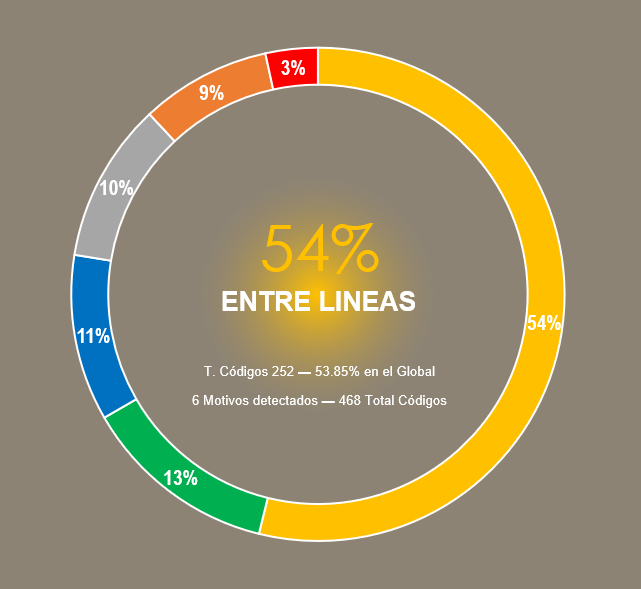 3%
9%
10%
54%
ENTRE LINEAS
54%
11%
T. Códigos 252 — 53.85% en el Global
6 Motivos detectados — 468 Total Códigos
13%